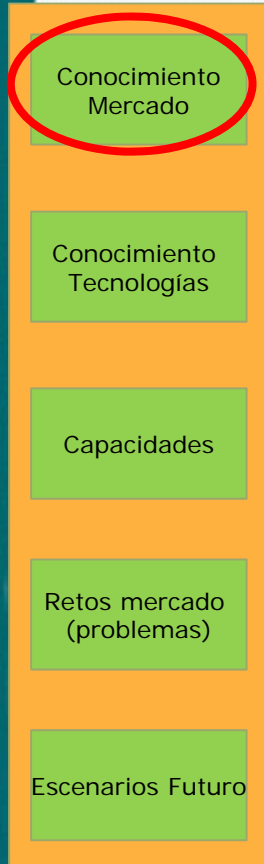 Conocimiento
Mercado
Conocimiento
Tecnologías
Capacidades
Retos mercado
(problemas)
Escenarios Futuro